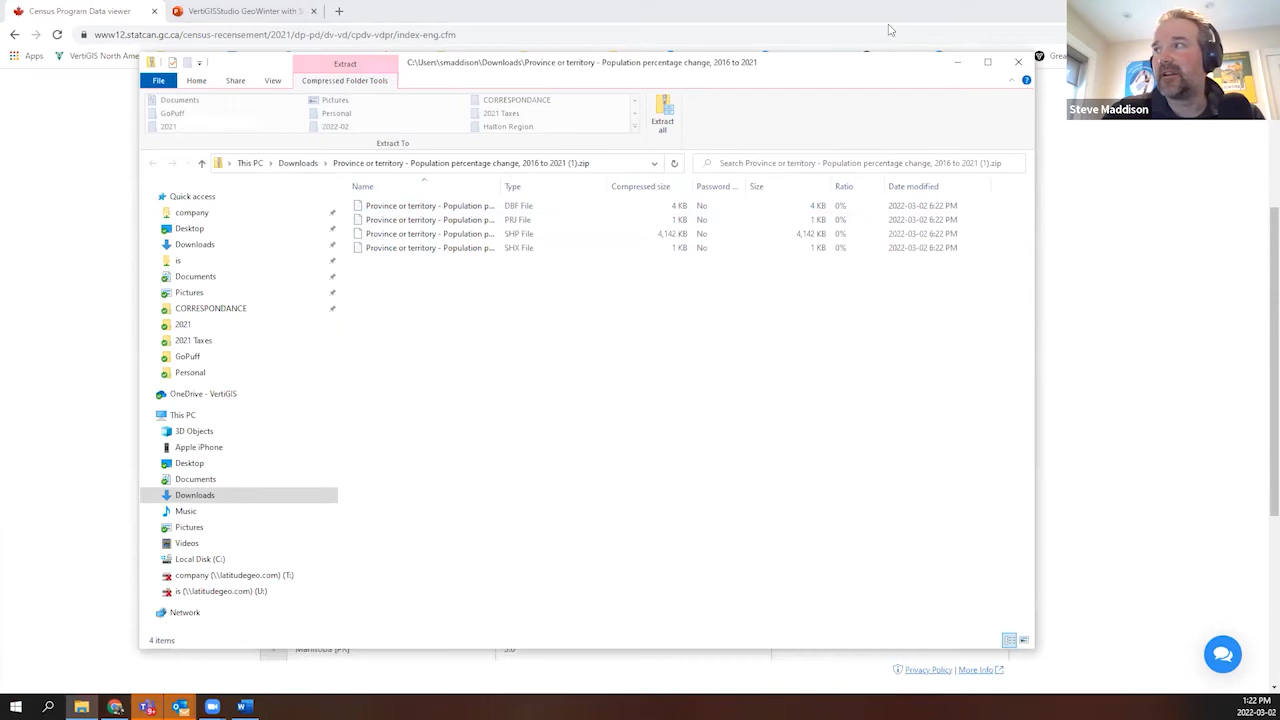 Census Program Data viewer
VertiGISStudio GeoWinter with S
www12.statcan.gc.ca/census-recensement/2021/dp-pd/dv-vd/cpdv-vdpr/index-eng.cfm
Apps
VertiGIS North Ame
Grea
Extract
C:\Users\smaddison\Downloads\Province or territory - Population percentage change, 2016 to 2021
File
Home
Share
View
Compressed Folder Tools
Documents
Pictures
CORRESPONDANCE
GoPuff
Personal
2021 Taxes
2021
2022-02
Halton Region
Extract all
Extract To
Steve Maddison
This PC > Downloads > Province or territory - Population percentage change, 2016 to 2021 (1).zip
Search Province or territory - Population percentage change, 2016 to 2021 (1).zip
Name Type Compressed size Password ... Size Ratio Date modified
Province or territory - Population p... DBF File 4 KB No 4 KB 0% 2022-03-02 6:22 PM
Province or territory - Population p... PRJ File 1 KB No 1 KB 0% 2022-03-02 6:22 PM
Province or territory - Population p... SHP File 4,142 KB No 4,142 KB 0% 2022-03-02 6:22 PM
Province or territory - Population p... SHX File 1 KB No 1 KB 0% 2022-03-02 6:22 PM
Quick access
company
Desktop
Downloads
is
Documents
Pictures
CORRESPONDANCE
2021
2021 Taxes
GoPuff
Personal
OneDrive - VertiGIS
This PC
3D Objects
Apple iPhone
Desktop
Documents
Downloads
Music
Pictures
Videos
Local Disk (C:)
company (\\latitudegeo.com) (T:)
is (\\latitudegeo.com) (U:)
Network
4 items
Privacy Policy | More Info
1:22 PM
2022-03-02